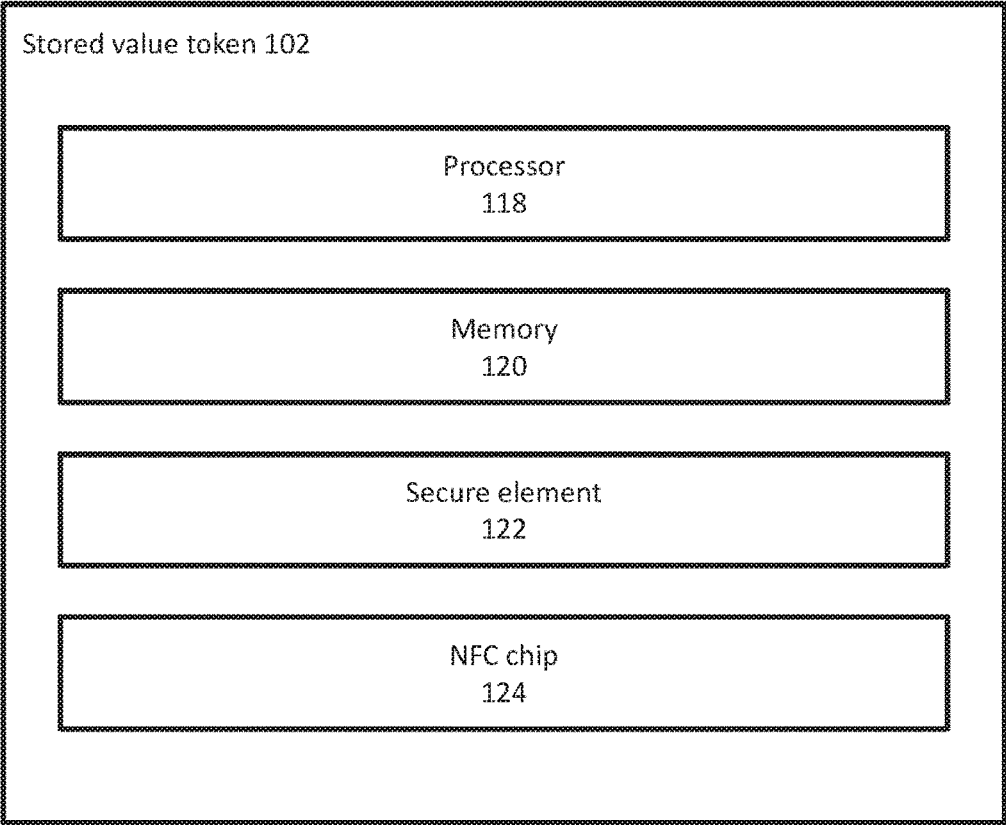 Stored value token 102
Processor
118
Memory
120
Secure element
122
NFC chip
124